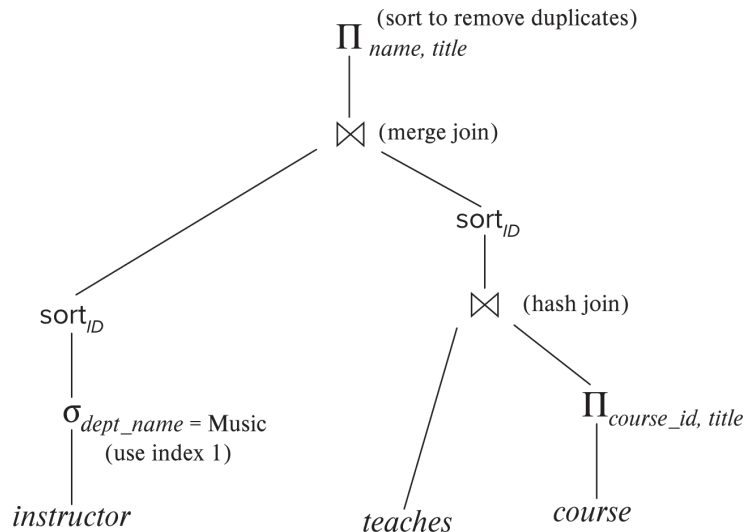 (sort to remove duplicates)
Π name, title
⋈ (merge join)
sort ID
sort ID
⋈ (hash join)
σ dept_name = Music
(use index 1)
Π course_id, title
instructor
teaches
course